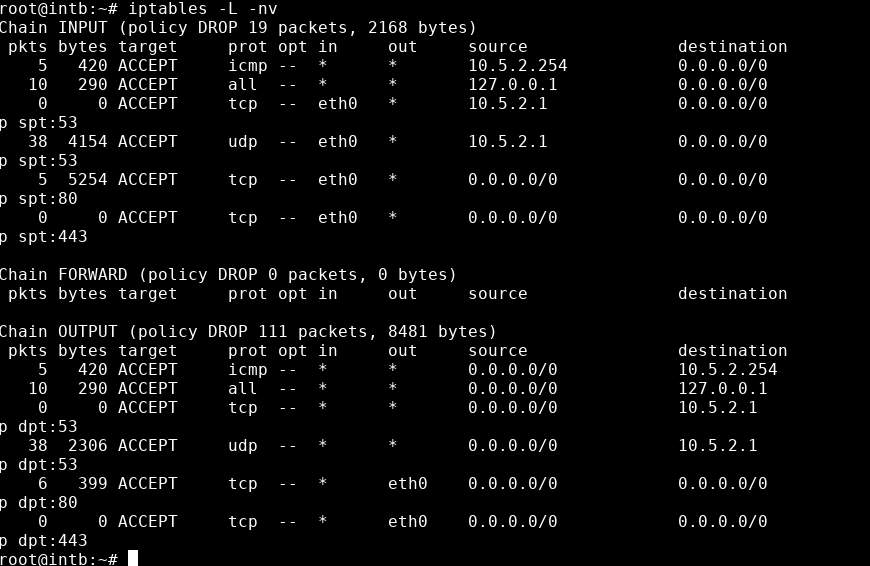 root@intb:~# iptables -L -nv
Chain INPUT (policy DROP 19 packets, 2168 bytes)
 pkts bytes target     prot opt in     out     source               destination
    5   420 ACCEPT     icmp --  *      *       10.5.2.254           0.0.0.0/0
   10   290 ACCEPT     all  --  *      *       127.0.0.1            0.0.0.0/0
    0     0 ACCEPT     tcp  --  eth0   *       10.5.2.1             0.0.0.0/0
p spt:53
   38  4154 ACCEPT     udp  --  eth0   *       10.5.2.1             0.0.0.0/0
p spt:53
    5  5254 ACCEPT     tcp  --  eth0   *       0.0.0.0/0            0.0.0.0/0
p spt:80
    0     0 ACCEPT     tcp  --  eth0   *       0.0.0.0/0            0.0.0.0/0
p spt:443

Chain FORWARD (policy DROP 0 packets, 0 bytes)
 pkts bytes target     prot opt in     out     source               destination

Chain OUTPUT (policy DROP 111 packets, 8481 bytes)
 pkts bytes target     prot opt in     out     source               destination
    5   420 ACCEPT     icmp --  *      *       0.0.0.0/0            10.5.2.254
   10   290 ACCEPT     all  --  *      *       0.0.0.0/0            127.0.0.1
    0     0 ACCEPT     tcp  --  *      *       0.0.0.0/0            10.5.2.1
p dpt:53
   38  2306 ACCEPT     udp  --  *      *       0.0.0.0/0            10.5.2.1
p dpt:53
    6   399 ACCEPT     tcp  --  *      eth0    0.0.0.0/0            0.0.0.0/0
p dpt:80
    0     0 ACCEPT     tcp  --  *      eth0    0.0.0.0/0            0.0.0.0/0
p dpt:443
root@intb:~#